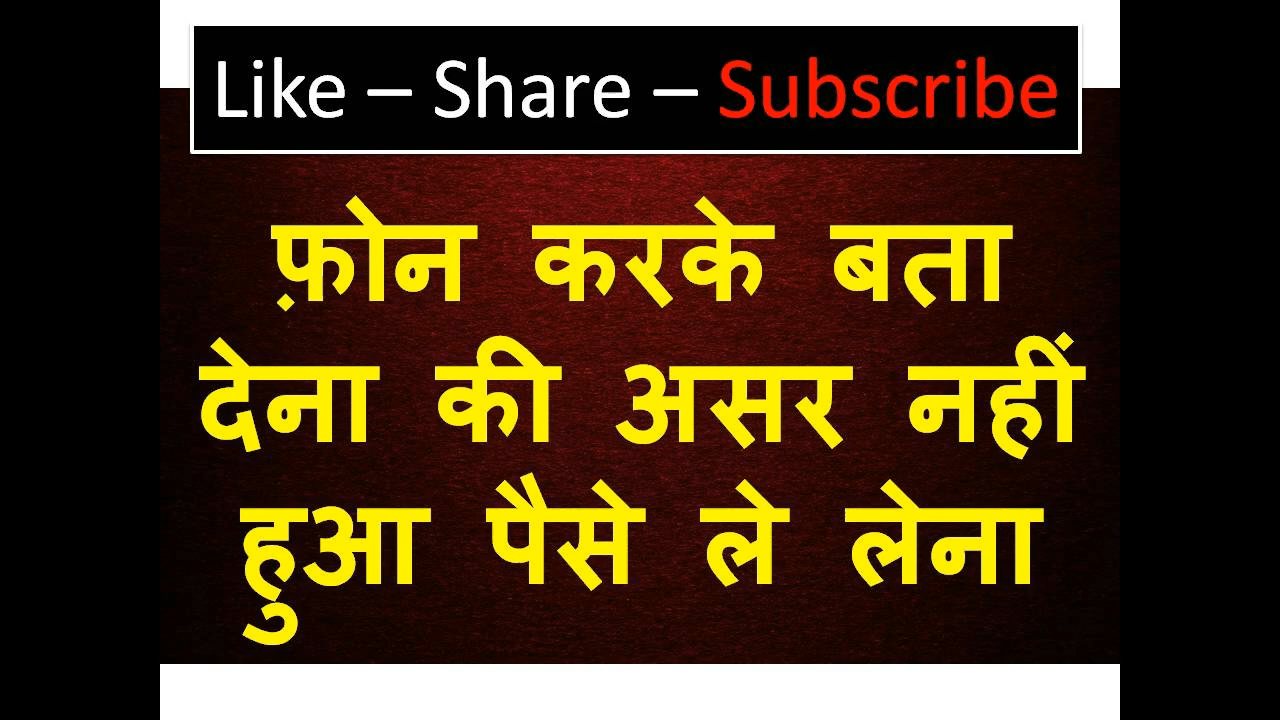 Like – Share – Subscribe
फ़ोन करके बता
देना की असर नहीं
हुआ पैसे ले लेना